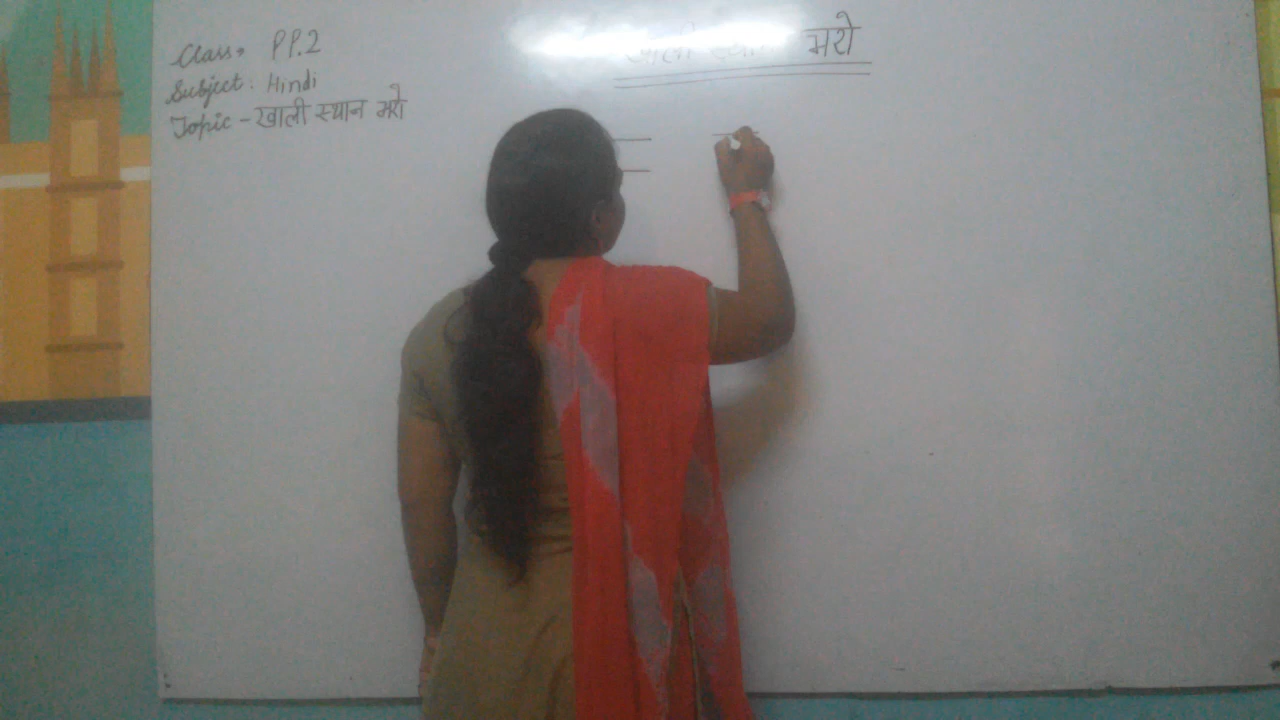 Class, PP.2
Subject: Hindi
Topic - खाली स्थान भरो
खाली स्थान भरो